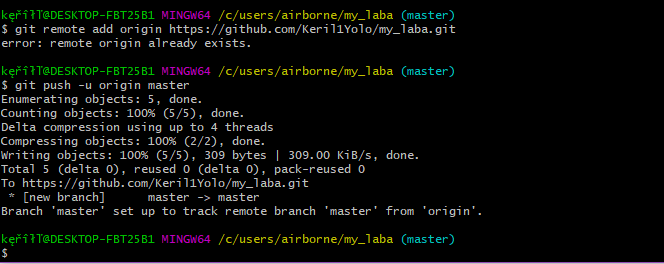 kęříłl@DESKTOP-FBT25B1 MINGW64 /c/users/airborne/my_laba (master)
$ git remote add origin https://github.com/Keril1Yolo/my_laba.git
error: remote origin already exists.
kęříłl@DESKTOP-FBT25B1 MINGW64 /c/users/airborne/my_laba (master)
$ git push -u origin master
Enumerating objects: 5, done.
Counting objects: 100% (5/5), done.
Delta compression using up to 4 threads
Compressing objects: 100% (2/2), done.
Writing objects: 100% (5/5), 309 bytes | 309.00 KiB/s, done.
Total 5 (delta 0), reused 0 (delta 0), pack-reused 0
To https://github.com/Keril1Yolo/my_laba.git
 * [new branch]      master -> master
Branch 'master' set up to track remote branch 'master' from 'origin'.
kęříłl@DESKTOP-FBT25B1 MINGW64 /c/users/airborne/my_laba (master)
$